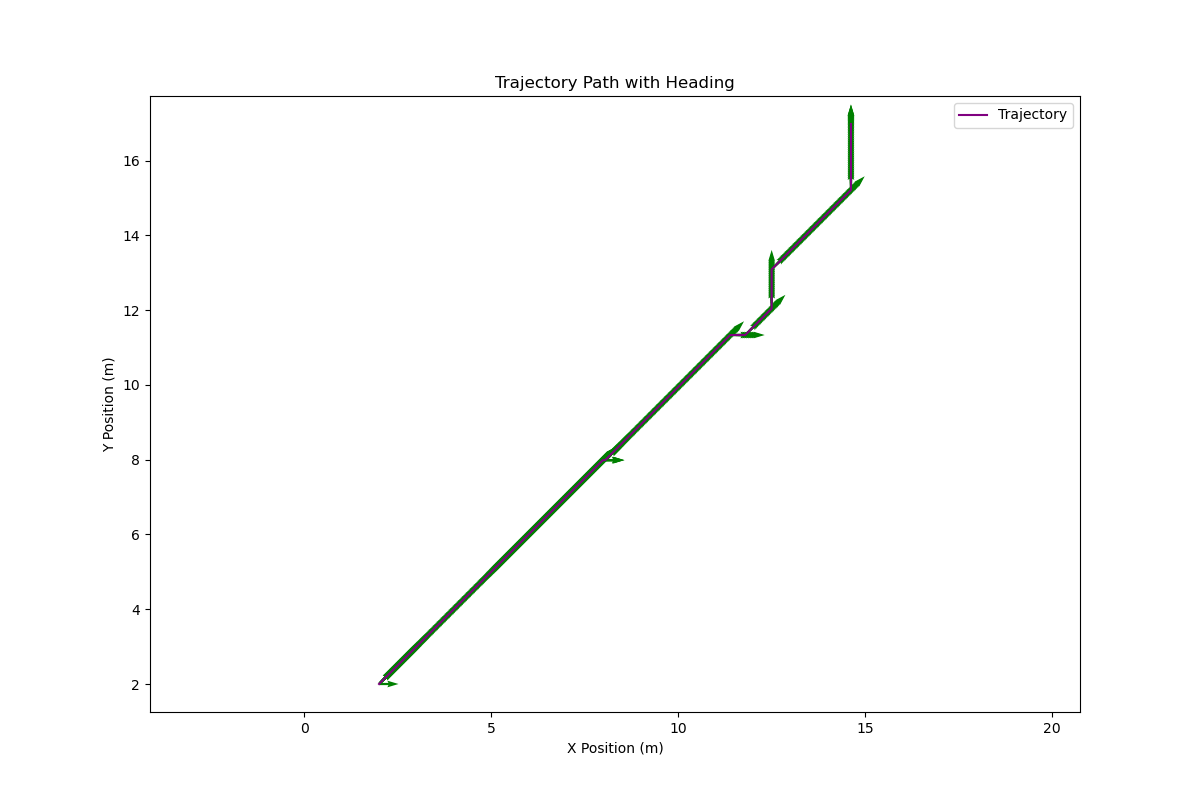 Trajectory Path with Heading
Trajectory
16
14
12
10
8
6
4
2
Y Position (m)
0 5 10 15 20
X Position (m)